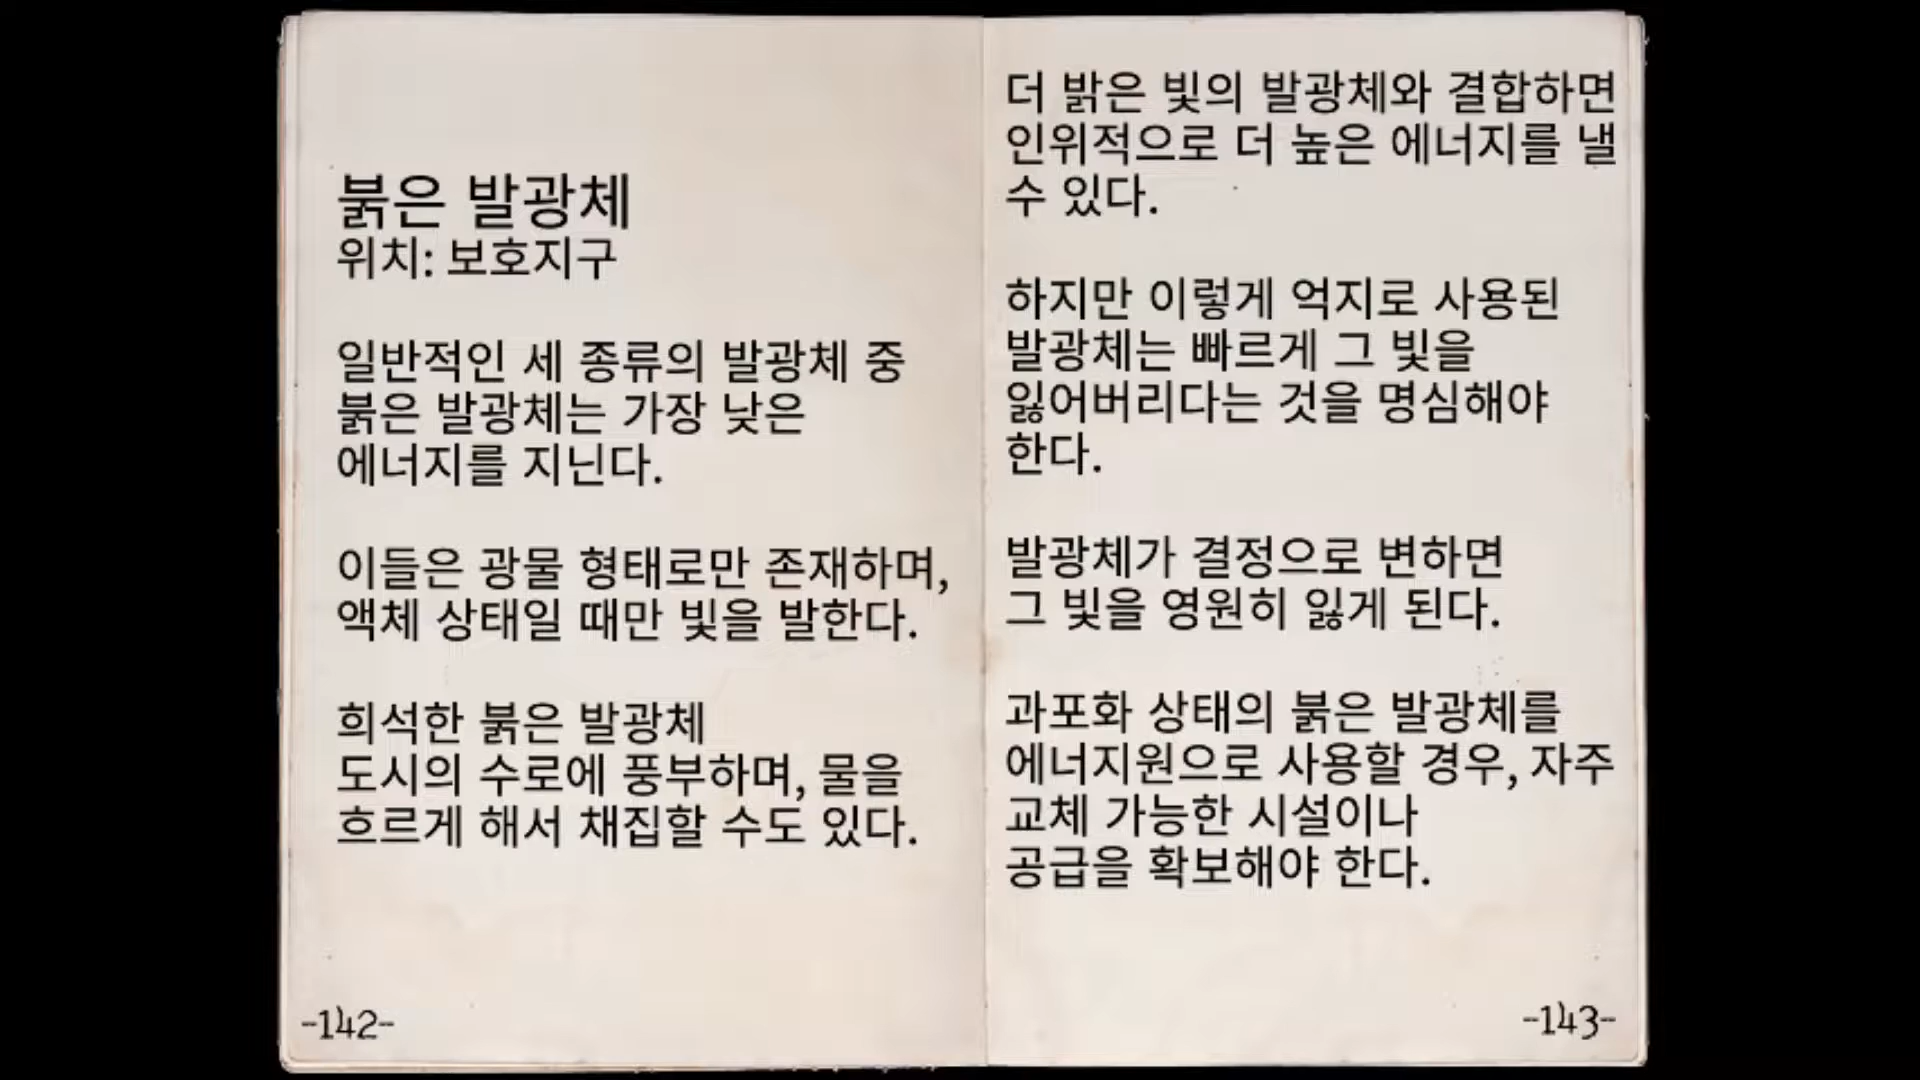 붉은 발광체
위치: 보호지구
일반적인 세 종류의 발광체 중
붉은 발광체는 가장 낮은
에너지를 지닌다.
이들은 광물 형태로만 존재하며,
액체 상태일 때만 빛을 발한다.
희석한 붉은 발광체
도시의 수로에 풍부하며, 물을
흐르게 해서 채집할 수도 있다.
-142-
더 밝은 빛의 발광체와 결합하면
인위적으로 더 높은 에너지를 낼
수 있다.
하지만 이렇게 억지로 사용된
발광체는 빠르게 그 빛을
잃어버리다는 것을 명심해야
한다.
발광체가 결정으로 변하면
그 빛을 영원히 잃게 된다.
과포화 상태의 붉은 발광체를
에너지원으로 사용할 경우, 자주
교체 가능한 시설이나
공급을 확보해야 한다.
-143-